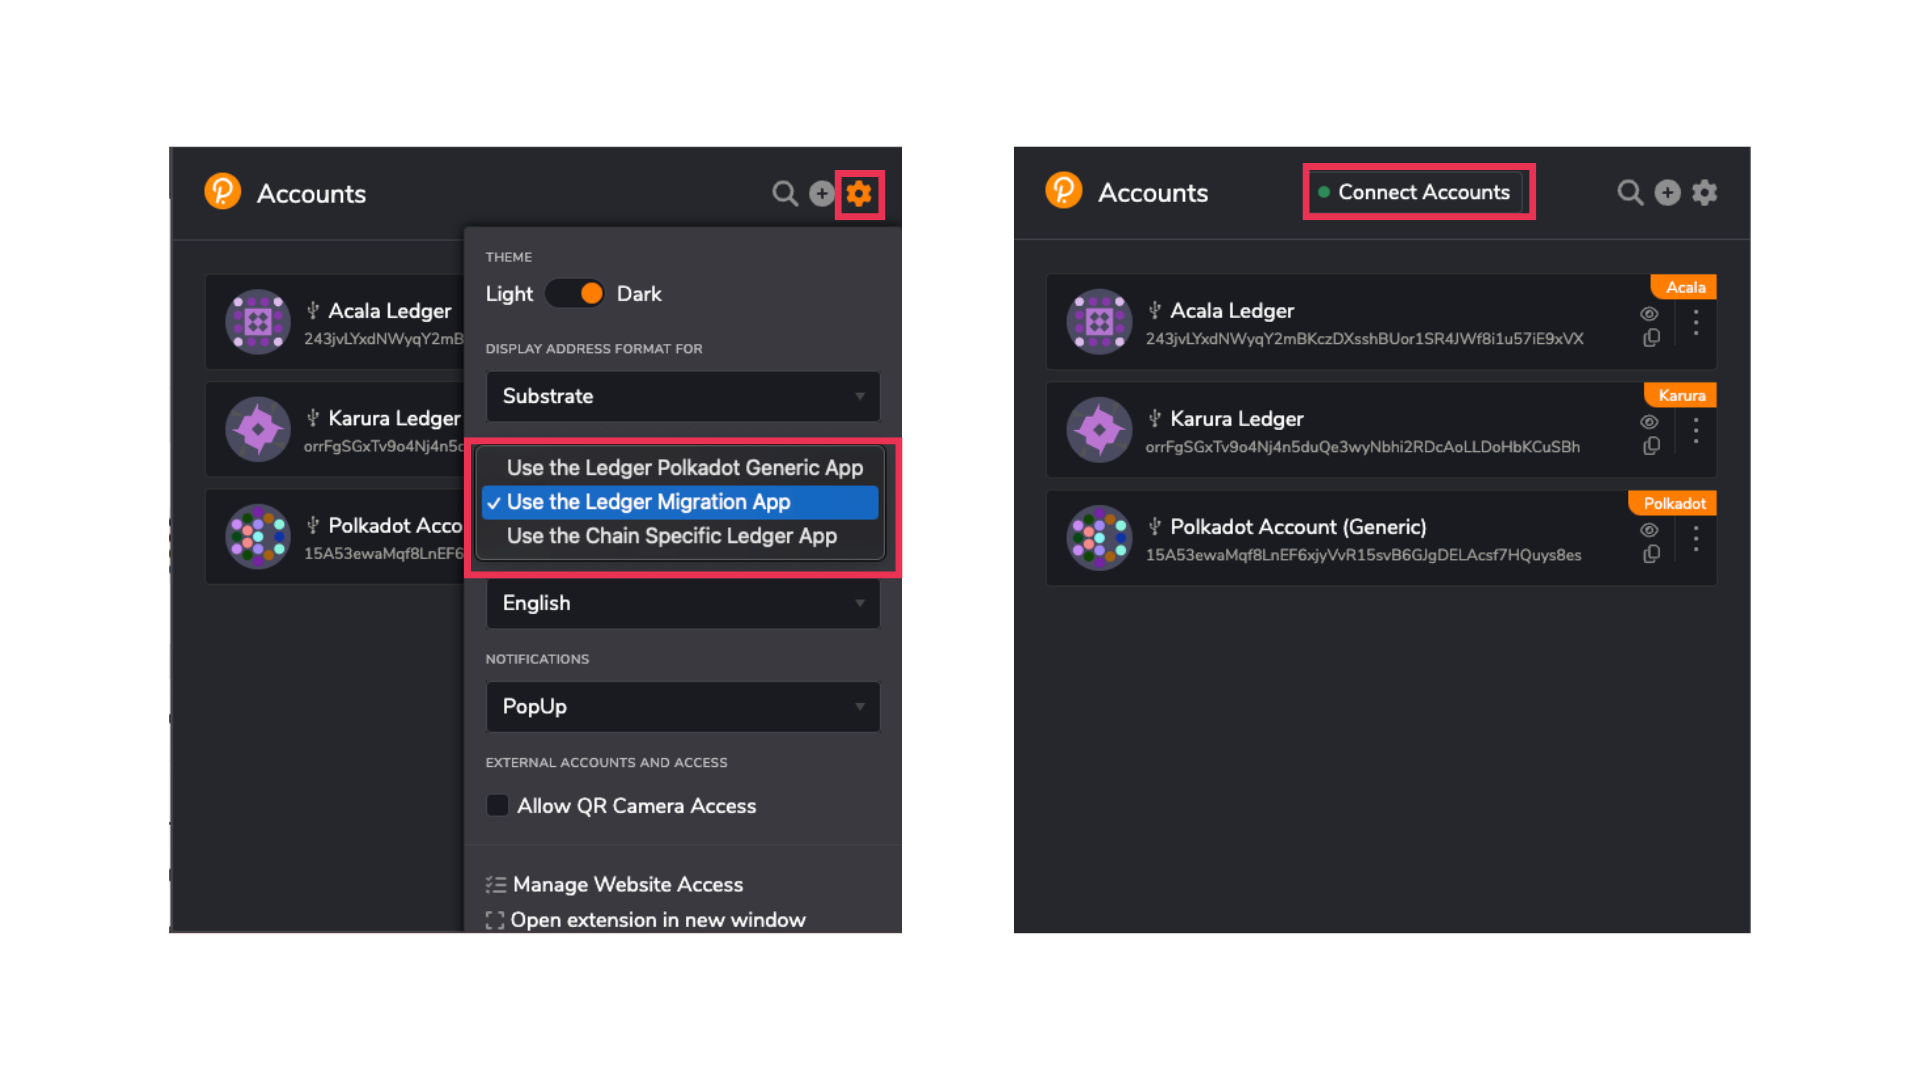 Accounts
THEME
Light Dark
DISPLAY ADDRESS FORMAT FOR
Substrate
Use the Ledger Polkadot Generic App
Use the Ledger Migration App
Use the Chain Specific Ledger App
English
NOTIFICATIONS
PopUp
EXTERNAL ACCOUNTS AND ACCESS
Allow QR Camera Access
Manage Website Access
Open extension in new window
Acala Ledger
243jvLYxdNWyqY2mB
Karura Ledger
orrFgSGxTv9o4Nj4n5c
Polkadot Acco
15A53ewaMqf8LnEF6
Accounts
Connect Accounts
Acala
Acala Ledger
243jvLYxdNWyqY2mBKczDXsshBUor1SR4JWf8i1u57iE9xVX
Karura
Karura Ledger
orrFgSGxTv9o4Nj4n5duQe3wyNbhi2RDcAoLLDoHbKCuSBh
Polkadot
Polkadot Account (Generic)
15A53ewaMqf8LnEF6xjyVvR15svB6GJgDELAcsf7HQuys8es